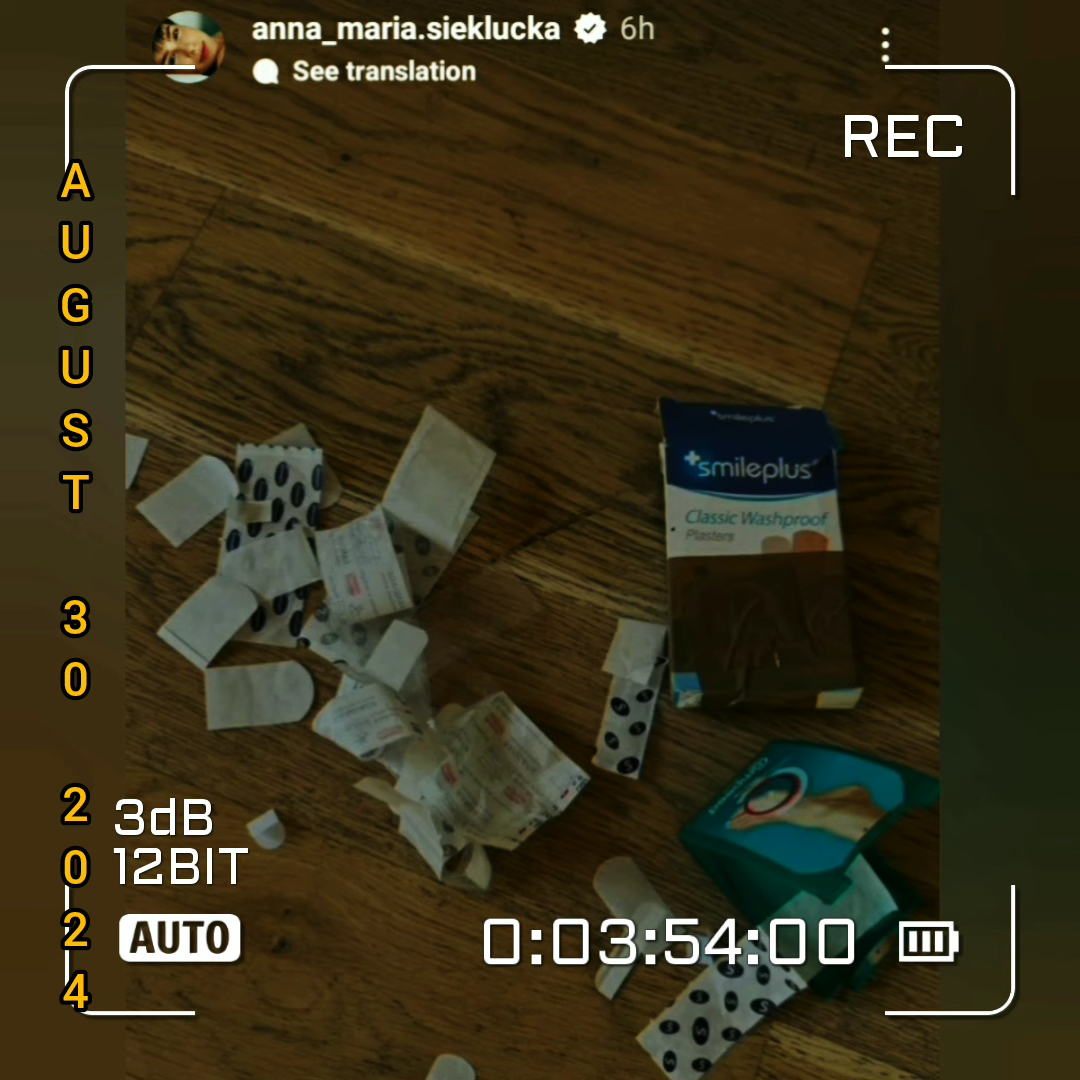 anna_maria.sieklucka 6h
See translation
REC
AUGUST 30 2024
smileplus
smileplus
Classic Washproof
Plasters
3dB
12BIT
AUTO
0:03:54:00